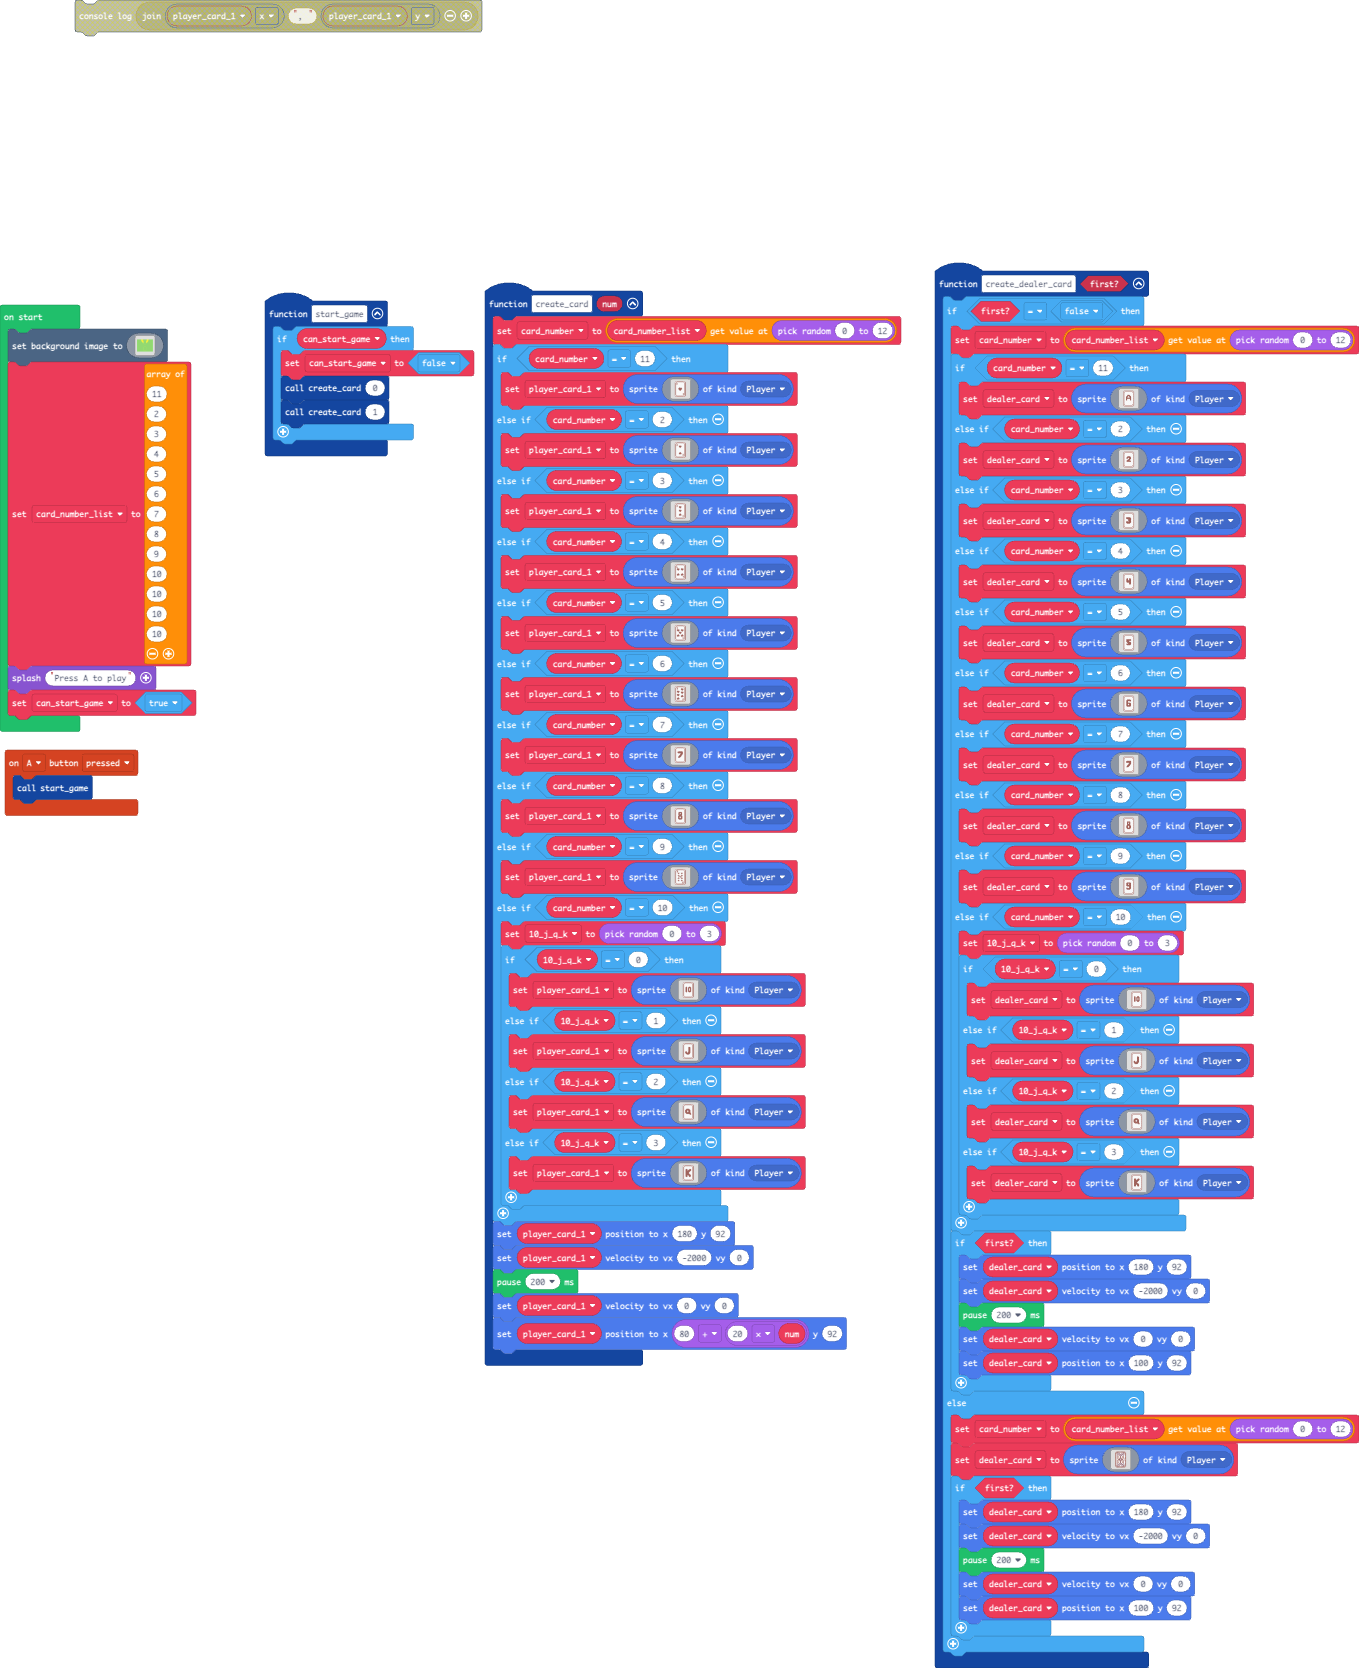 console log join player_card_1 x " , " player_card_1 y
on start
set background image to
set card_number_list to array of
11
2
3
4
5
6
7
8
9
10
10
10
10
splash "Press A to play"
set can_start_game to true
on A button pressed
call start_game
function start_game
if can_start_game then
set can_start_game to false
call create_card 0
call create_card 1
function create_card num
set card_number to card_number_list get value at pick random 0 to 12
if card_number = 11 then
set player_card_1 to sprite of kind Player
else if card_number = 2 then
set player_card_1 to sprite of kind Player
else if card_number = 3 then
set player_card_1 to sprite of kind Player
else if card_number = 4 then
set player_card_1 to sprite of kind Player
else if card_number = 5 then
set player_card_1 to sprite of kind Player
else if card_number = 6 then
set player_card_1 to sprite of kind Player
else if card_number = 7 then
set player_card_1 to sprite 7 of kind Player
else if card_number = 8 then
set player_card_1 to sprite 8 of kind Player
else if card_number = 9 then
set player_card_1 to sprite of kind Player
else if card_number = 10 then
set 10_j_q_k to pick random 0 to 3
if 10_j_q_k = 0 then
set player_card_1 to sprite 10 of kind Player
else if 10_j_q_k = 1 then
set player_card_1 to sprite J of kind Player
else if 10_j_q_k = 2 then
set player_card_1 to sprite Q of kind Player
else if 10_j_q_k = 3 then
set player_card_1 to sprite K of kind Player
set player_card_1 position to x 180 y 92
set player_card_1 velocity to vx -2000 vy 0
pause 200 ms
set player_card_1 velocity to vx 0 vy 0
set player_card_1 position to x 80 + 20 × num y 92
function create_dealer_card first?
if first? = false then
set card_number to card_number_list get value at pick random 0 to 12
if card_number = 11 then
set dealer_card to sprite A of kind Player
else if card_number = 2 then
set dealer_card to sprite 2 of kind Player
else if card_number = 3 then
set dealer_card to sprite 3 of kind Player
else if card_number = 4 then
set dealer_card to sprite 4 of kind Player
else if card_number = 5 then
set dealer_card to sprite 5 of kind Player
else if card_number = 6 then
set dealer_card to sprite 6 of kind Player
else if card_number = 7 then
set dealer_card to sprite 7 of kind Player
else if card_number = 8 then
set dealer_card to sprite 8 of kind Player
else if card_number = 9 then
set dealer_card to sprite 9 of kind Player
else if card_number = 10 then
set 10_j_q_k to pick random 0 to 3
if 10_j_q_k = 0 then
set dealer_card to sprite 10 of kind Player
else if 10_j_q_k = 1 then
set dealer_card to sprite J of kind Player
else if 10_j_q_k = 2 then
set dealer_card to sprite Q of kind Player
else if 10_j_q_k = 3 then
set dealer_card to sprite K of kind Player
if first? then
set dealer_card position to x 180 y 92
set dealer_card velocity to vx -2000 vy 0
pause 200 ms
set dealer_card velocity to vx 0 vy 0
set dealer_card position to x 100 y 92
else
set card_number to card_number_list get value at pick random 0 to 12
set dealer_card to sprite of kind Player
if first? then
set dealer_card position to x 180 y 92
set dealer_card velocity to vx -2000 vy 0
pause 200 ms
set dealer_card velocity to vx 0 vy 0
set dealer_card position to x 100 y 92